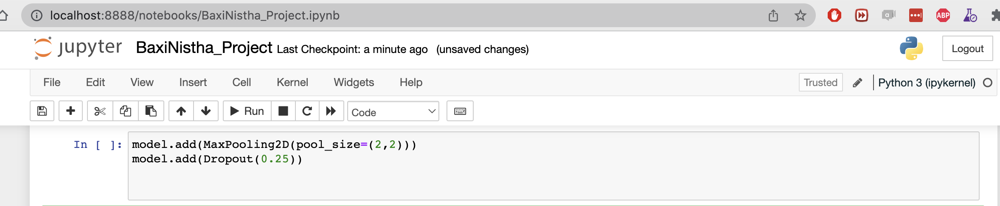 localhost:8888/notebooks/BaxiNistha_Project.ipynb
a
ABP
jupyter BaxiNistha_Project Last Checkpoint: a minute ago (unsaved changes)
Logout
File Edit View Insert Cell Kernel Widgets Help
Trusted Python 3 (ipykernel)
Run Code
In [ ]: model.add(MaxPooling2D(pool_size=(2,2)))
model.add(Dropout(0.25))